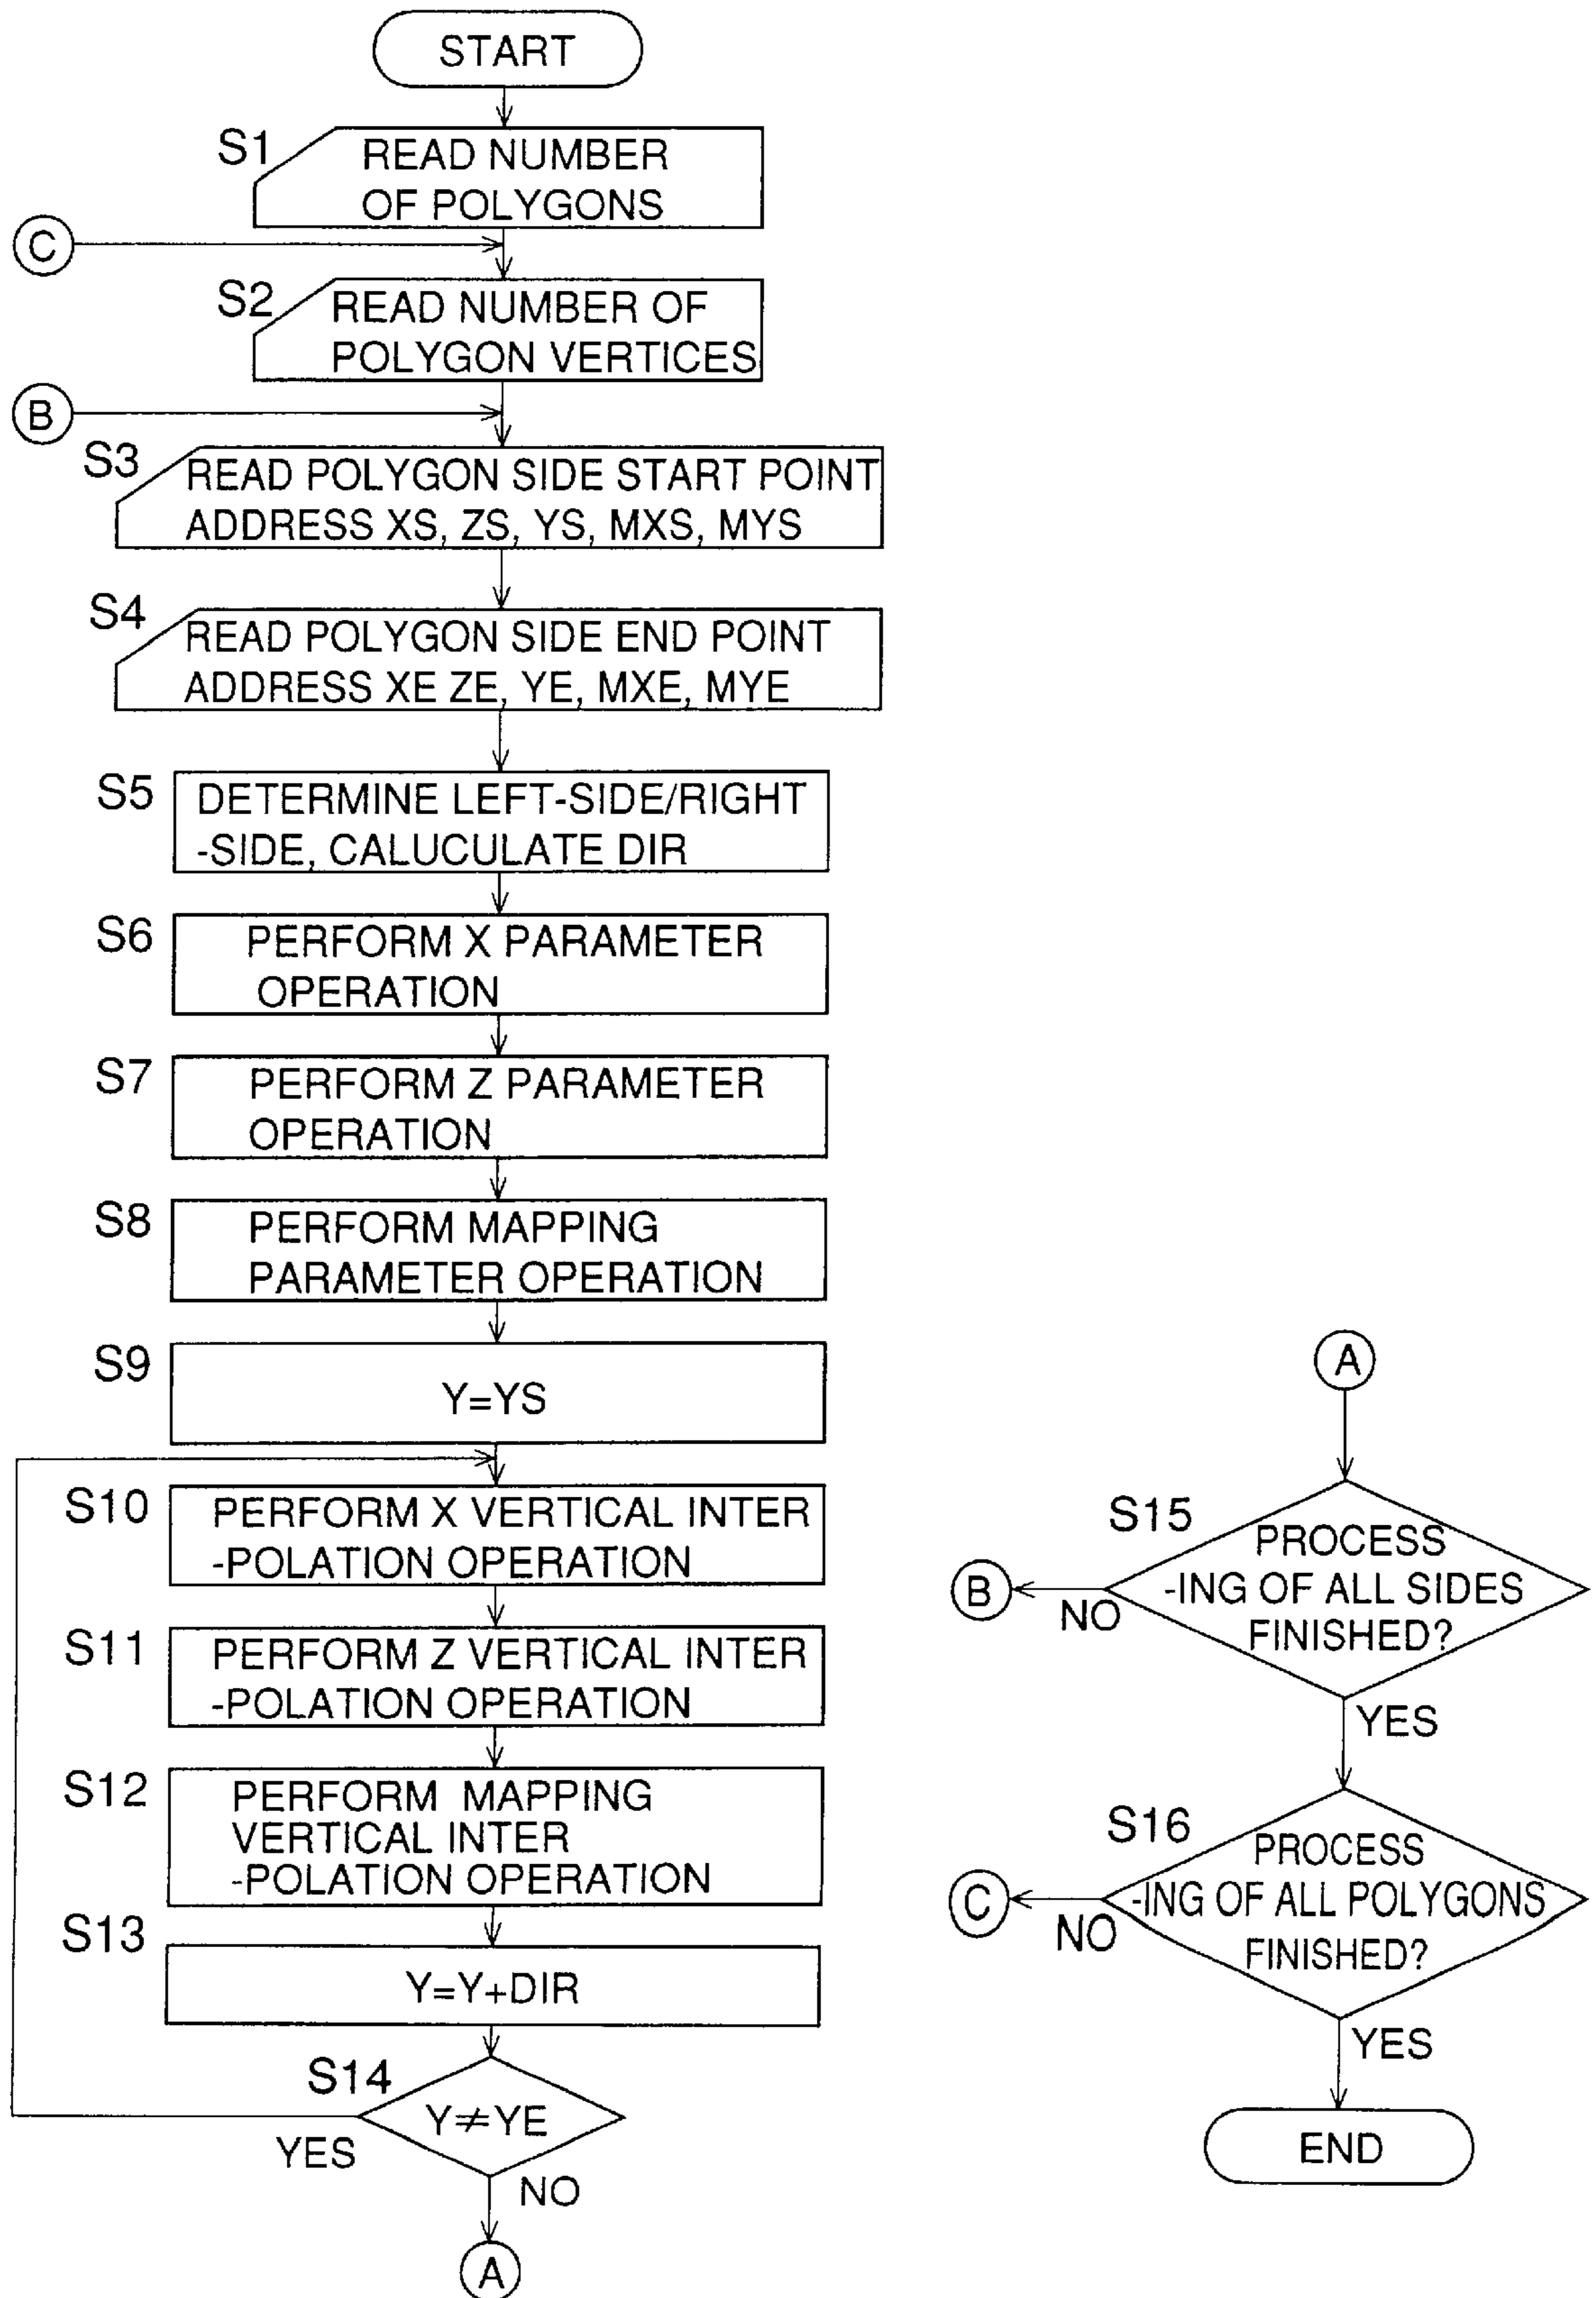 START
S1
READ NUMBER
OF POLYGONS
C
S2
READ NUMBER OF
POLYGON VERTICES
B
S3
READ POLYGON SIDE START POINT
ADDRESS XS, ZS, YS, MXS, MYS
S4
READ POLYGON SIDE END POINT
ADDRESS XE ZE, YE, MXE, MYE
S5
DETERMINE LEFT-SIDE/RIGHT
-SIDE, CALUCULATE DIR
S6
PERFORM X PARAMETER
OPERATION
S7
PERFORM Z PARAMETER
OPERATION
S8
PERFORM MAPPING
PARAMETER OPERATION
S9
Y=YS
S10
PERFORM X VERTICAL INTER
-POLATION OPERATION
S11
PERFORM Z VERTICAL INTER
-POLATION OPERATION
S12
PERFORM MAPPING
VERTICAL INTER
-POLATION OPERATION
S13
Y=Y+DIR
S14
Y≠YE
YES
NO
A
A
S15
PROCESS
-ING OF ALL SIDES
FINISHED?
B
NO
YES
S16
PROCESS
-ING OF ALL POLYGONS
FINISHED?
C
NO
YES
END